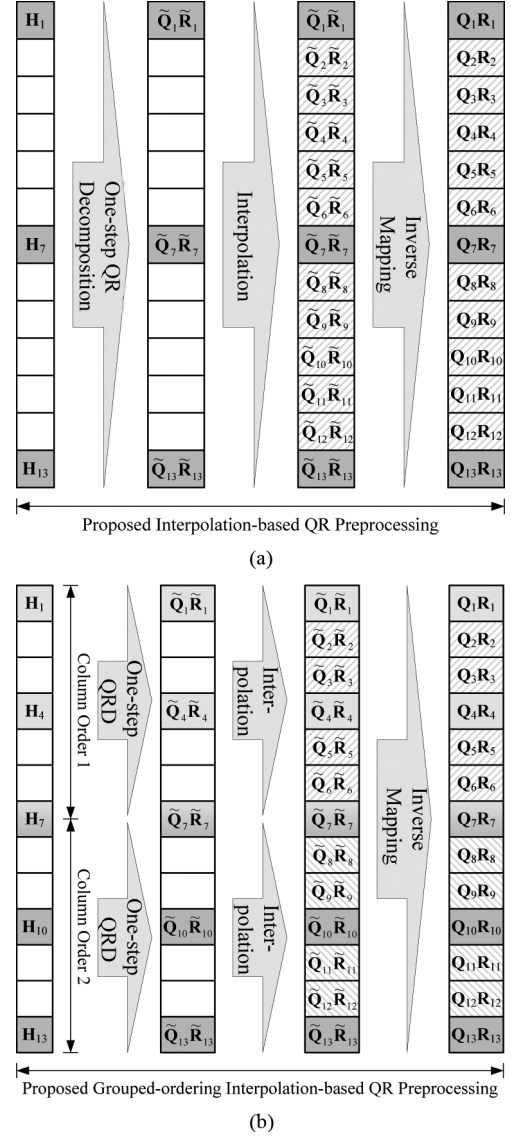 H₁ Q̃₁R̃₁ Q̃₁R̃₁ Q₁R₁
Q̃₂R̃₂ Q₂R₂
Q̃₃R̃₃ Q₃R₃
Q̃₄R̃₄ Q₄R₄
Q̃₅R̃₅ Q₅R₅
Q̃₆R̃₆ Q₆R₆
H₇ Q̃₇R̃₇ Q̃₇R̃₇ Q₇R₇
Q̃₈R̃₈ Q₈R₈
Q̃₉R̃₉ Q₉R₉
Q̃₁₀R̃₁₀ Q₁₀R₁₀
Q̃₁₁R̃₁₁ Q₁₁R₁₁
Q̃₁₂R̃₁₂ Q₁₂R₁₂
H₁₃ Q̃₁₃R̃₁₃ Q̃₁₃R̃₁₃ Q₁₃R₁₃
One-step QR
Decomposition
Interpolation
Inverse
Mapping
Proposed Interpolation-based QR Preprocessing
(a)
H₁ Q̃₁R̃₁ Q̃₁R̃₁ Q₁R₁
Q̃₂R̃₂ Q₂R₂
Q̃₃R̃₃ Q₃R₃
H₄ Q̃₄R̃₄ Q̃₄R̃₄ Q₄R₄
Q̃₅R̃₅ Q₅R₅
Q̃₆R̃₆ Q₆R₆
H₇ Q̃₇R̃₇ Q̃₇R̃₇ Q₇R₇
Q̃₈R̃₈ Q₈R₈
Q̃₉R̃₉ Q₉R₉
H₁₀ Q̃₁₀R̃₁₀ Q̃₁₀R̃₁₀ Q₁₀R₁₀
Q̃₁₁R̃₁₁ Q₁₁R₁₁
Q̃₁₂R̃₁₂ Q₁₂R₁₂
H₁₃ Q̃₁₃R̃₁₃ Q̃₁₃R̃₁₃ Q₁₃R₁₃
Column Order 1
One-step
QRD
Inter-
polation
Column Order 2
One-step
QRD
Inter-
polation
Inverse
Mapping
Proposed Grouped-ordering Interpolation-based QR Preprocessing
(b)